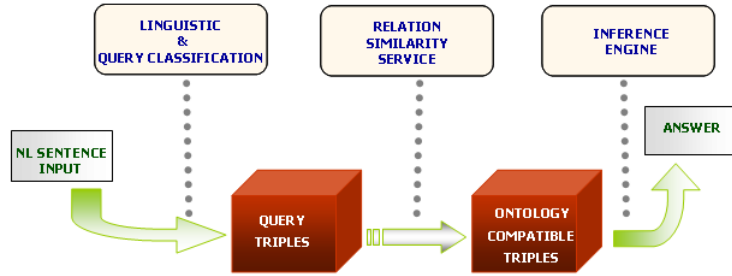 LINGUISTIC
&
QUERY CLASSIFICATION
RELATION
SIMILARITY
SERVICE
INFERENCE
ENGINE
NL SENTENCE
INPUT
QUERY
TRIPLES
ONTOLOGY
COMPATIBLE
TRIPLES
ANSWER